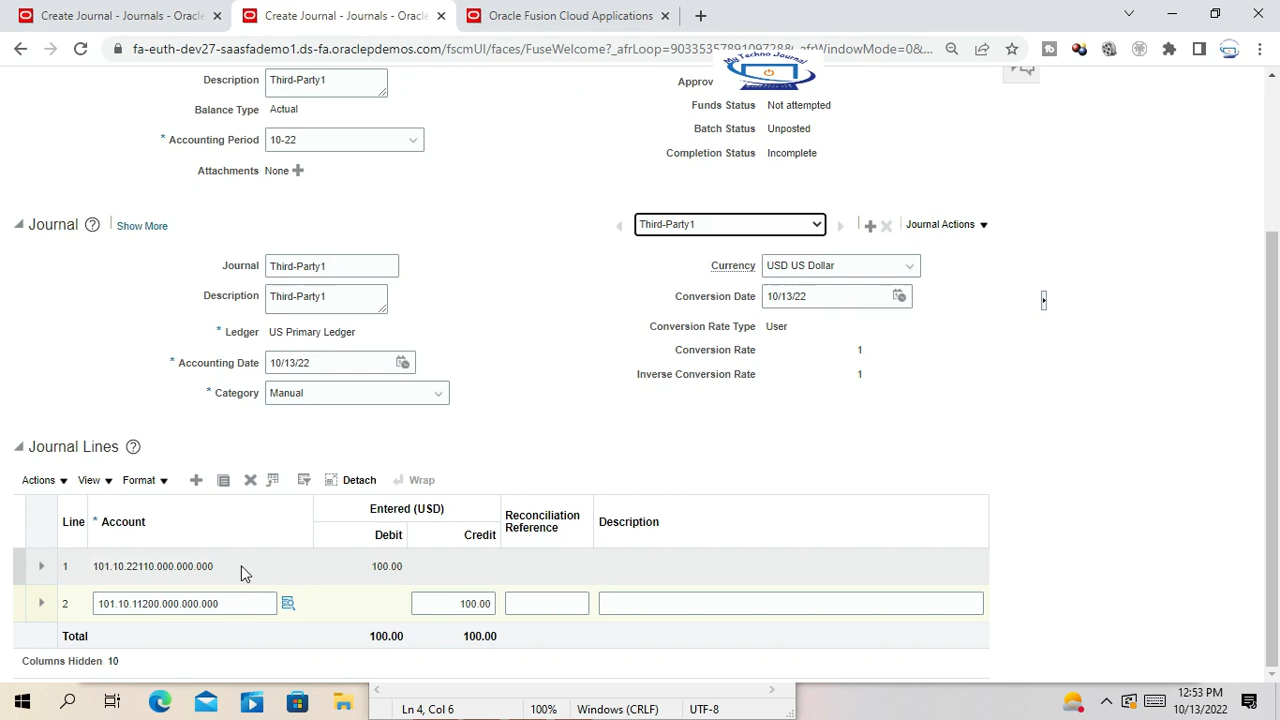 Create Journal - Journals - Oracle
Create Journal - Journals - Oracle
Oracle Fusion Cloud Applications
fa-euth-dev27-saasfademo1.ds-fa.oraclepdemos.com/fscmUI/faces/FuseWelcome?_afrLoop=9033535789109728&_afrWindowMode=0&...
My Techno Journal
Description Third-Party1
Approv
Balance Type Actual
Funds Status Not attempted
Batch Status Unposted
* Accounting Period 10-22
Completion Status Incomplete
Attachments None
Journal Show More
Third-Party1
Journal Actions
Journal Third-Party1
Currency USD US Dollar
Description Third-Party1
Conversion Date 10/13/22
* Ledger US Primary Ledger
Conversion Rate Type User
Conversion Rate 1
* Accounting Date 10/13/22
Inverse Conversion Rate 1
* Category Manual
Journal Lines
Actions View Format Detach Wrap
Line * Account Entered (USD) Reconciliation Reference Description
Debit Credit
1 101.10.22110.000.000.000 100.00
2 101.10.11200.000.000.000 100.00
Total 100.00 100.00
Columns Hidden 10
Ln 4, Col 6 100% Windows (CRLF) UTF-8
12:53 PM
10/13/2022